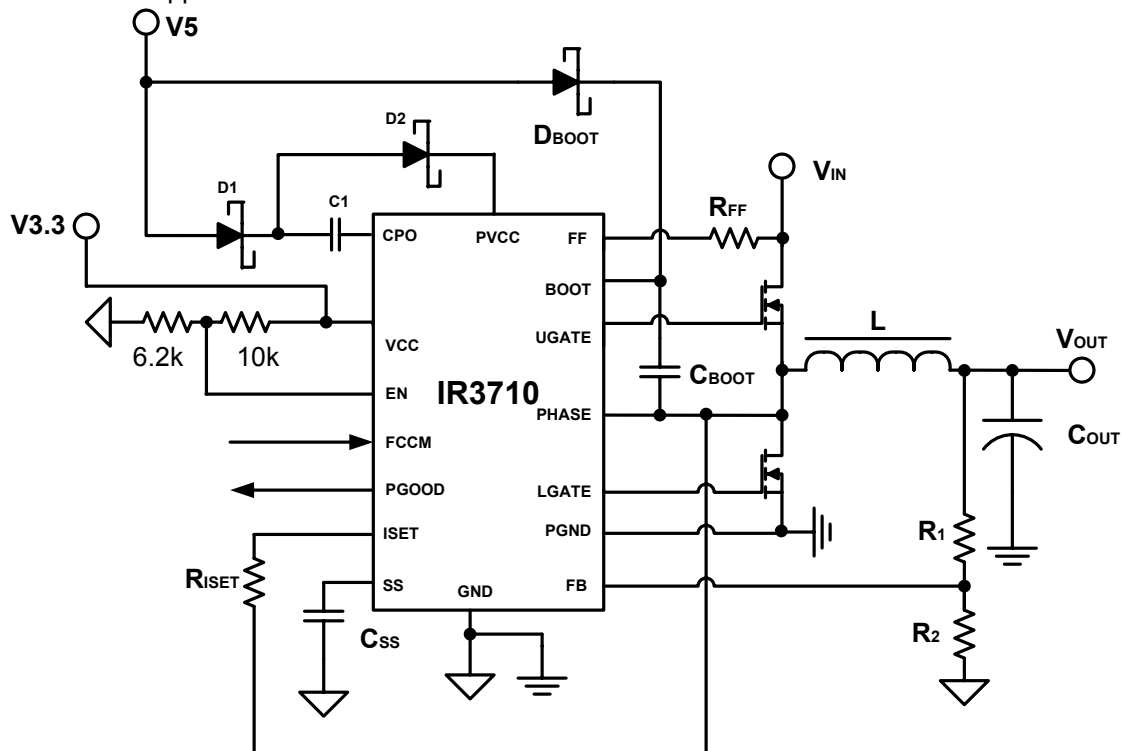 V5
D2
DBOOT
VIN
D1
C1
RFF
V3.3
CPO
PVCC
FF
BOOT
UGATE
L
VOUT
6.2k
10k
VCC
CBOOT
EN
IR3710
PHASE
COUT
FCCM
PGOOD
LGATE
ISET
PGND
R1
RISET
SS
GND
FB
CSS
R2